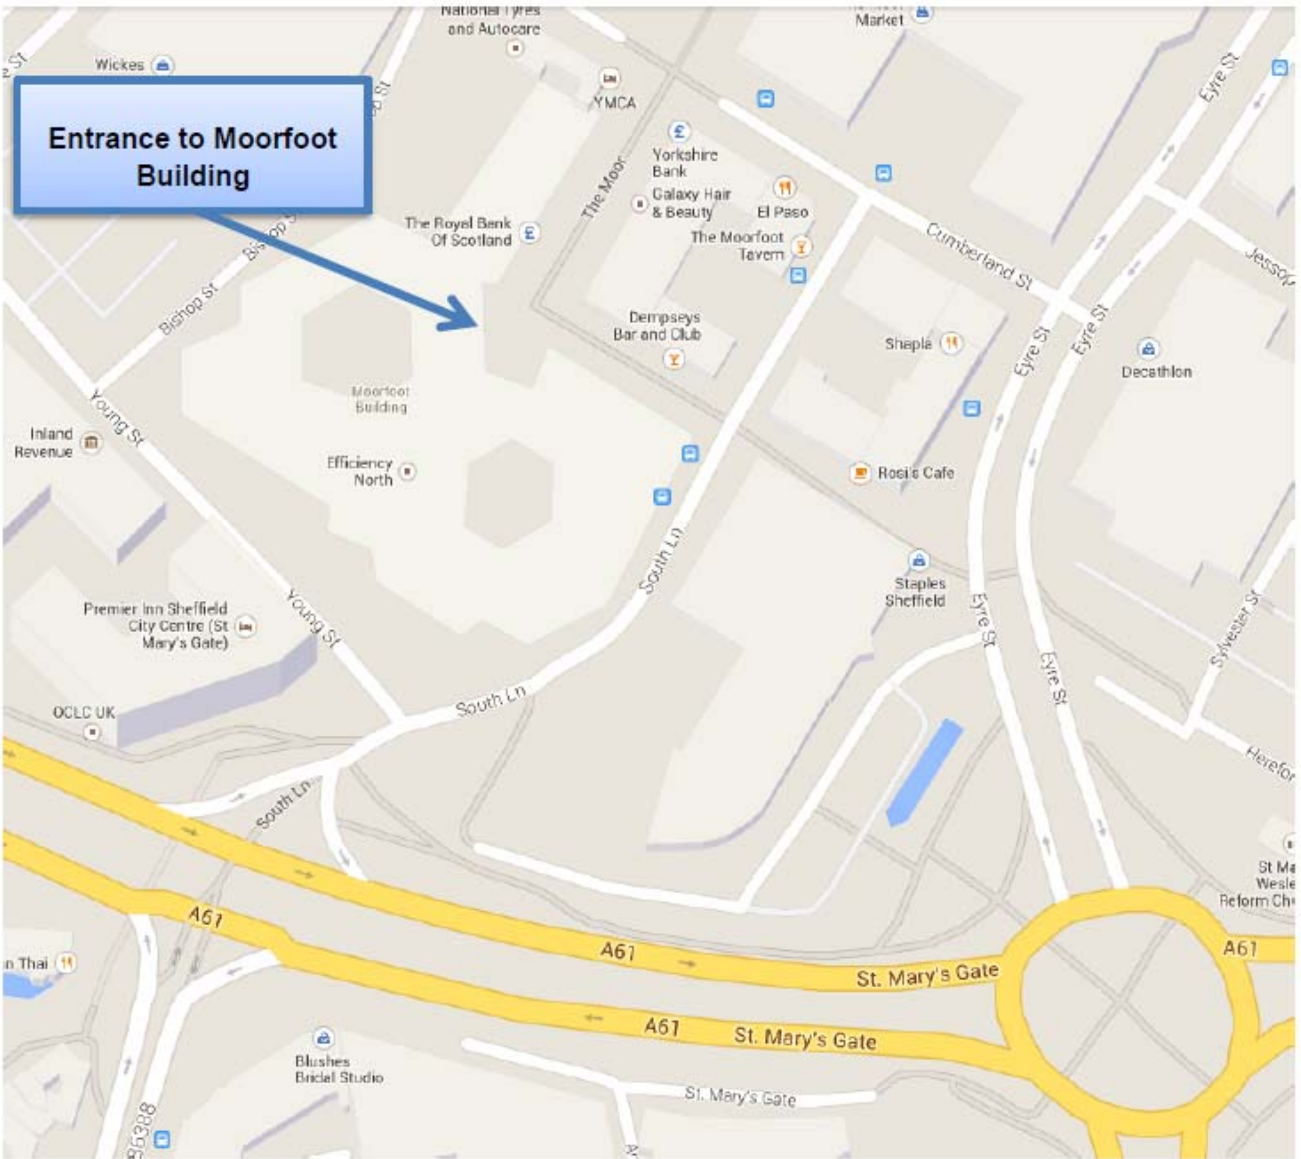 National Tyres
and Autocare
Market
Wickes
YMCA
Eyre St
Entrance to Moorfoot
Building
The Moor
Yorkshire
Bank
Galaxy Hair
& Beauty
El Paso
The Royal Bank
Of Scotland
The Moorfoot
Tavern
Cumberland St
Bishop St
Dempseys
Bar and Club
Shapla
Eyre St
Eyre St
Decathlon
Moorfoot
Building
Young St
Inland
Revenue
Efficiency
North
Rosi's Cafe
South Ln
Staples
Sheffield
Premier Inn Sheffield
City Centre (St
Mary's Gate)
Young St
Eyre St
Sylvester St
Eyre St
South Ln
OCLC UK
South Ln
St Ma
Wesle
Reform Ch
A61
A61
St. Mary's Gate
A61
n Thai
A61
St. Mary's Gate
Blushes
Bridal Studio
St. Mary's Gate
B6388